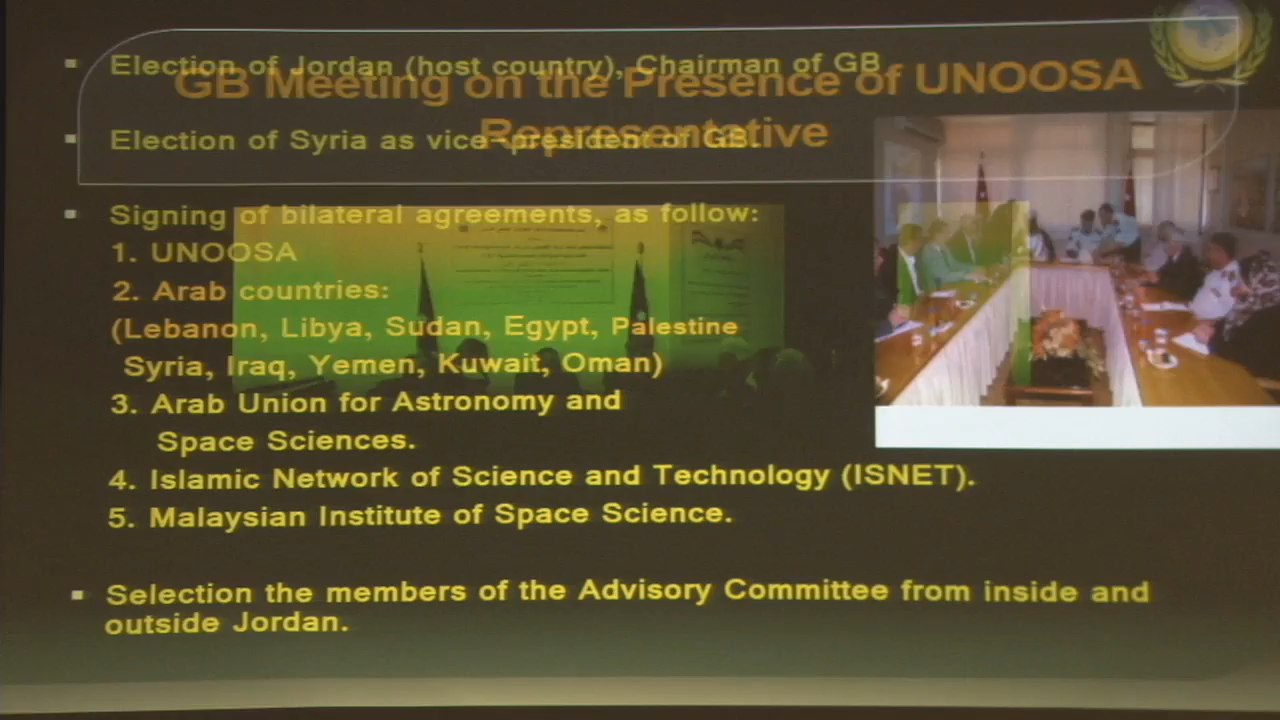 GB Meeting on the Presence of UNOOSA
Representative
▪ Election of Jordan (host country), Chairman of GB
▪ Election of Syria as vice-president of GB.
▪ Signing of bilateral agreements, as follow:
1. UNOOSA
2. Arab countries:
(Lebanon, Libya, Sudan, Egypt, Palestine
Syria, Iraq, Yemen, Kuwait, Oman)
3. Arab Union for Astronomy and
Space Sciences.
4. Islamic Network of Science and Technology (ISNET).
5. Malaysian Institute of Space Science.
▪ Selection the members of the Advisory Committee from inside and
outside Jordan.